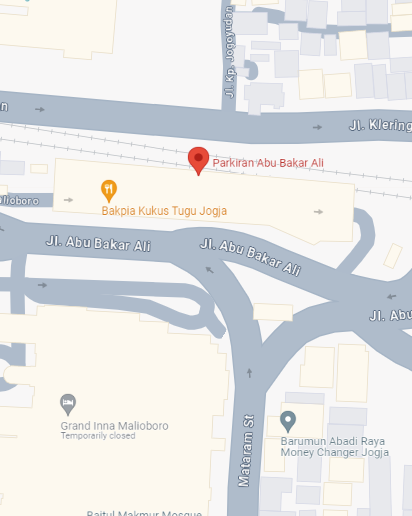 Jl. Kp. Jogoyudan
Jl. Klering
n
Parkiran Abu Bakar Ali
alioboro
Bakpia Kukus Tugu Jogja
Jl. Abu Bakar Ali
Jl. Abu Bakar Ali
Jl. Abu
Grand Inna Malioboro
Temporarily closed
Mataram St
Barumun Abadi Raya
Money Changer Jogja
Baitul Makmur Mosque